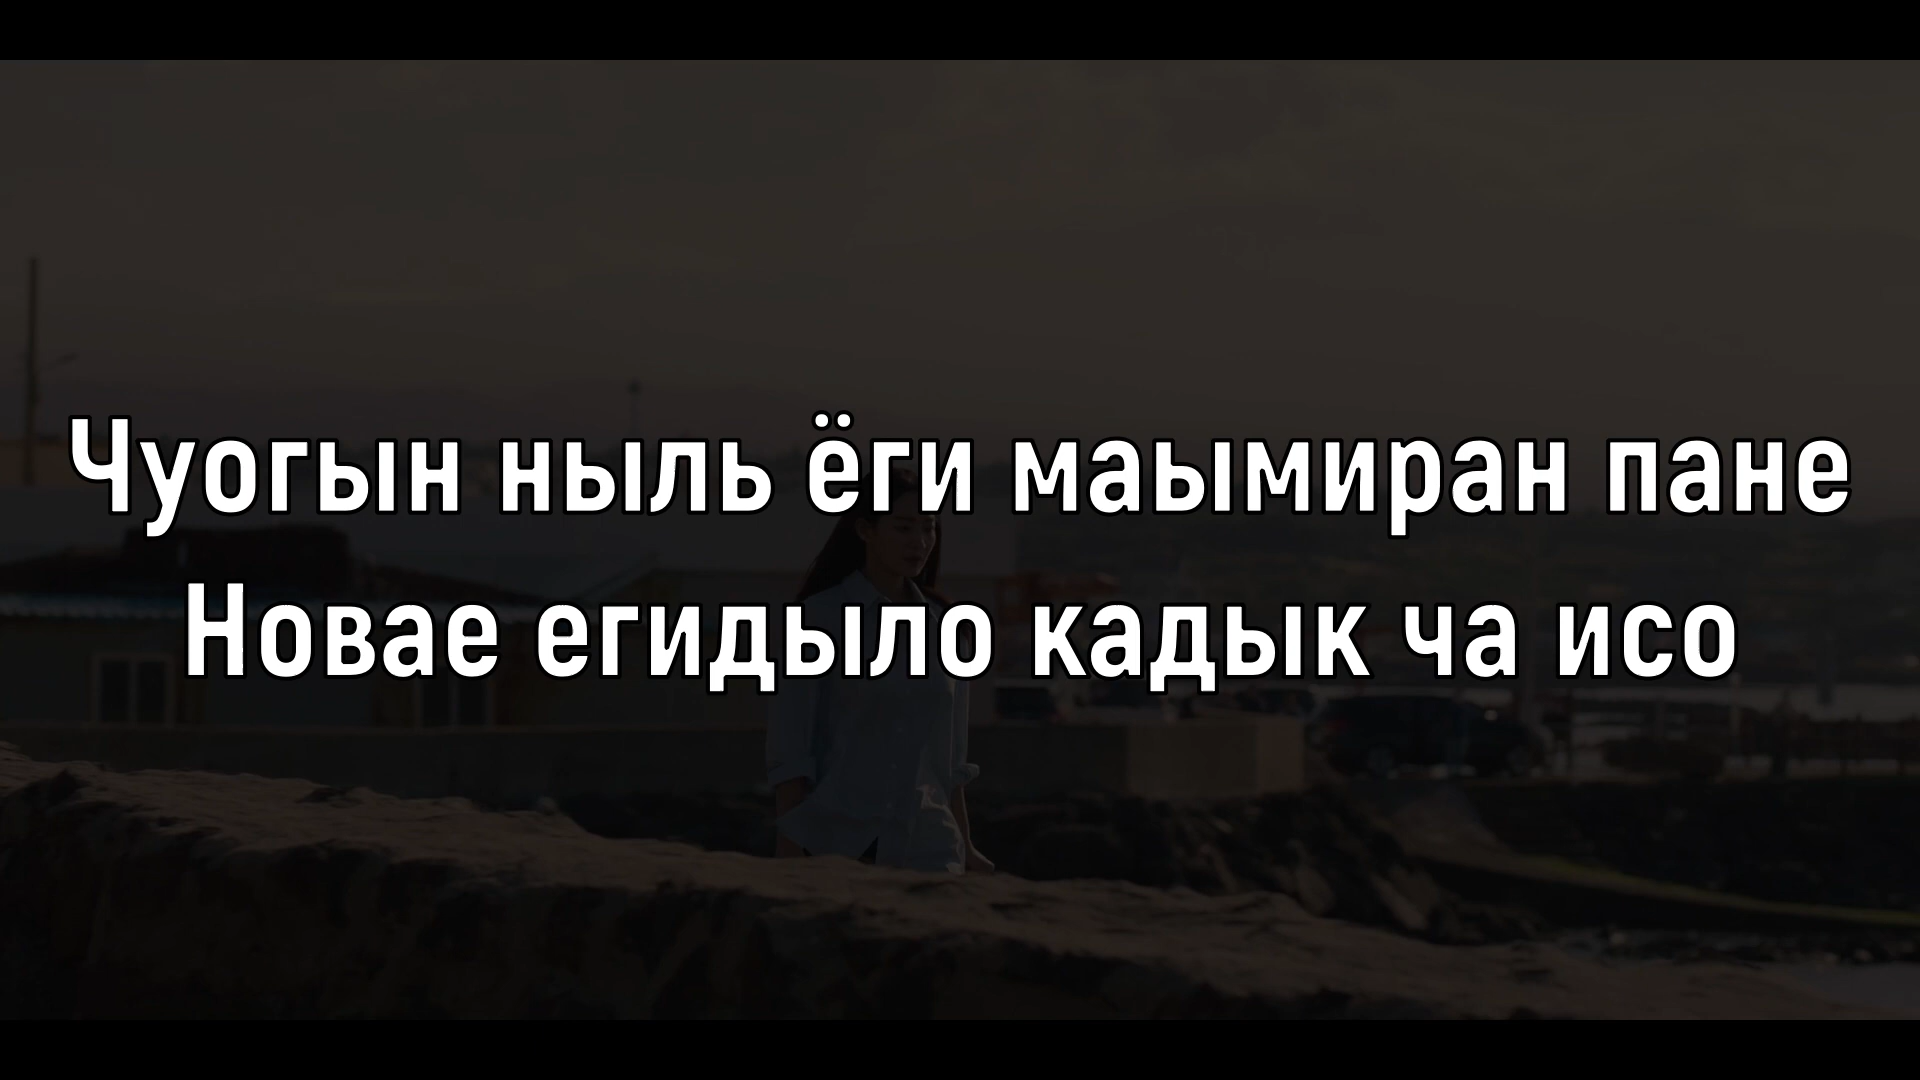 Чуогын ныль ёги маымиран пане
Новае егидыло кадык ча исо